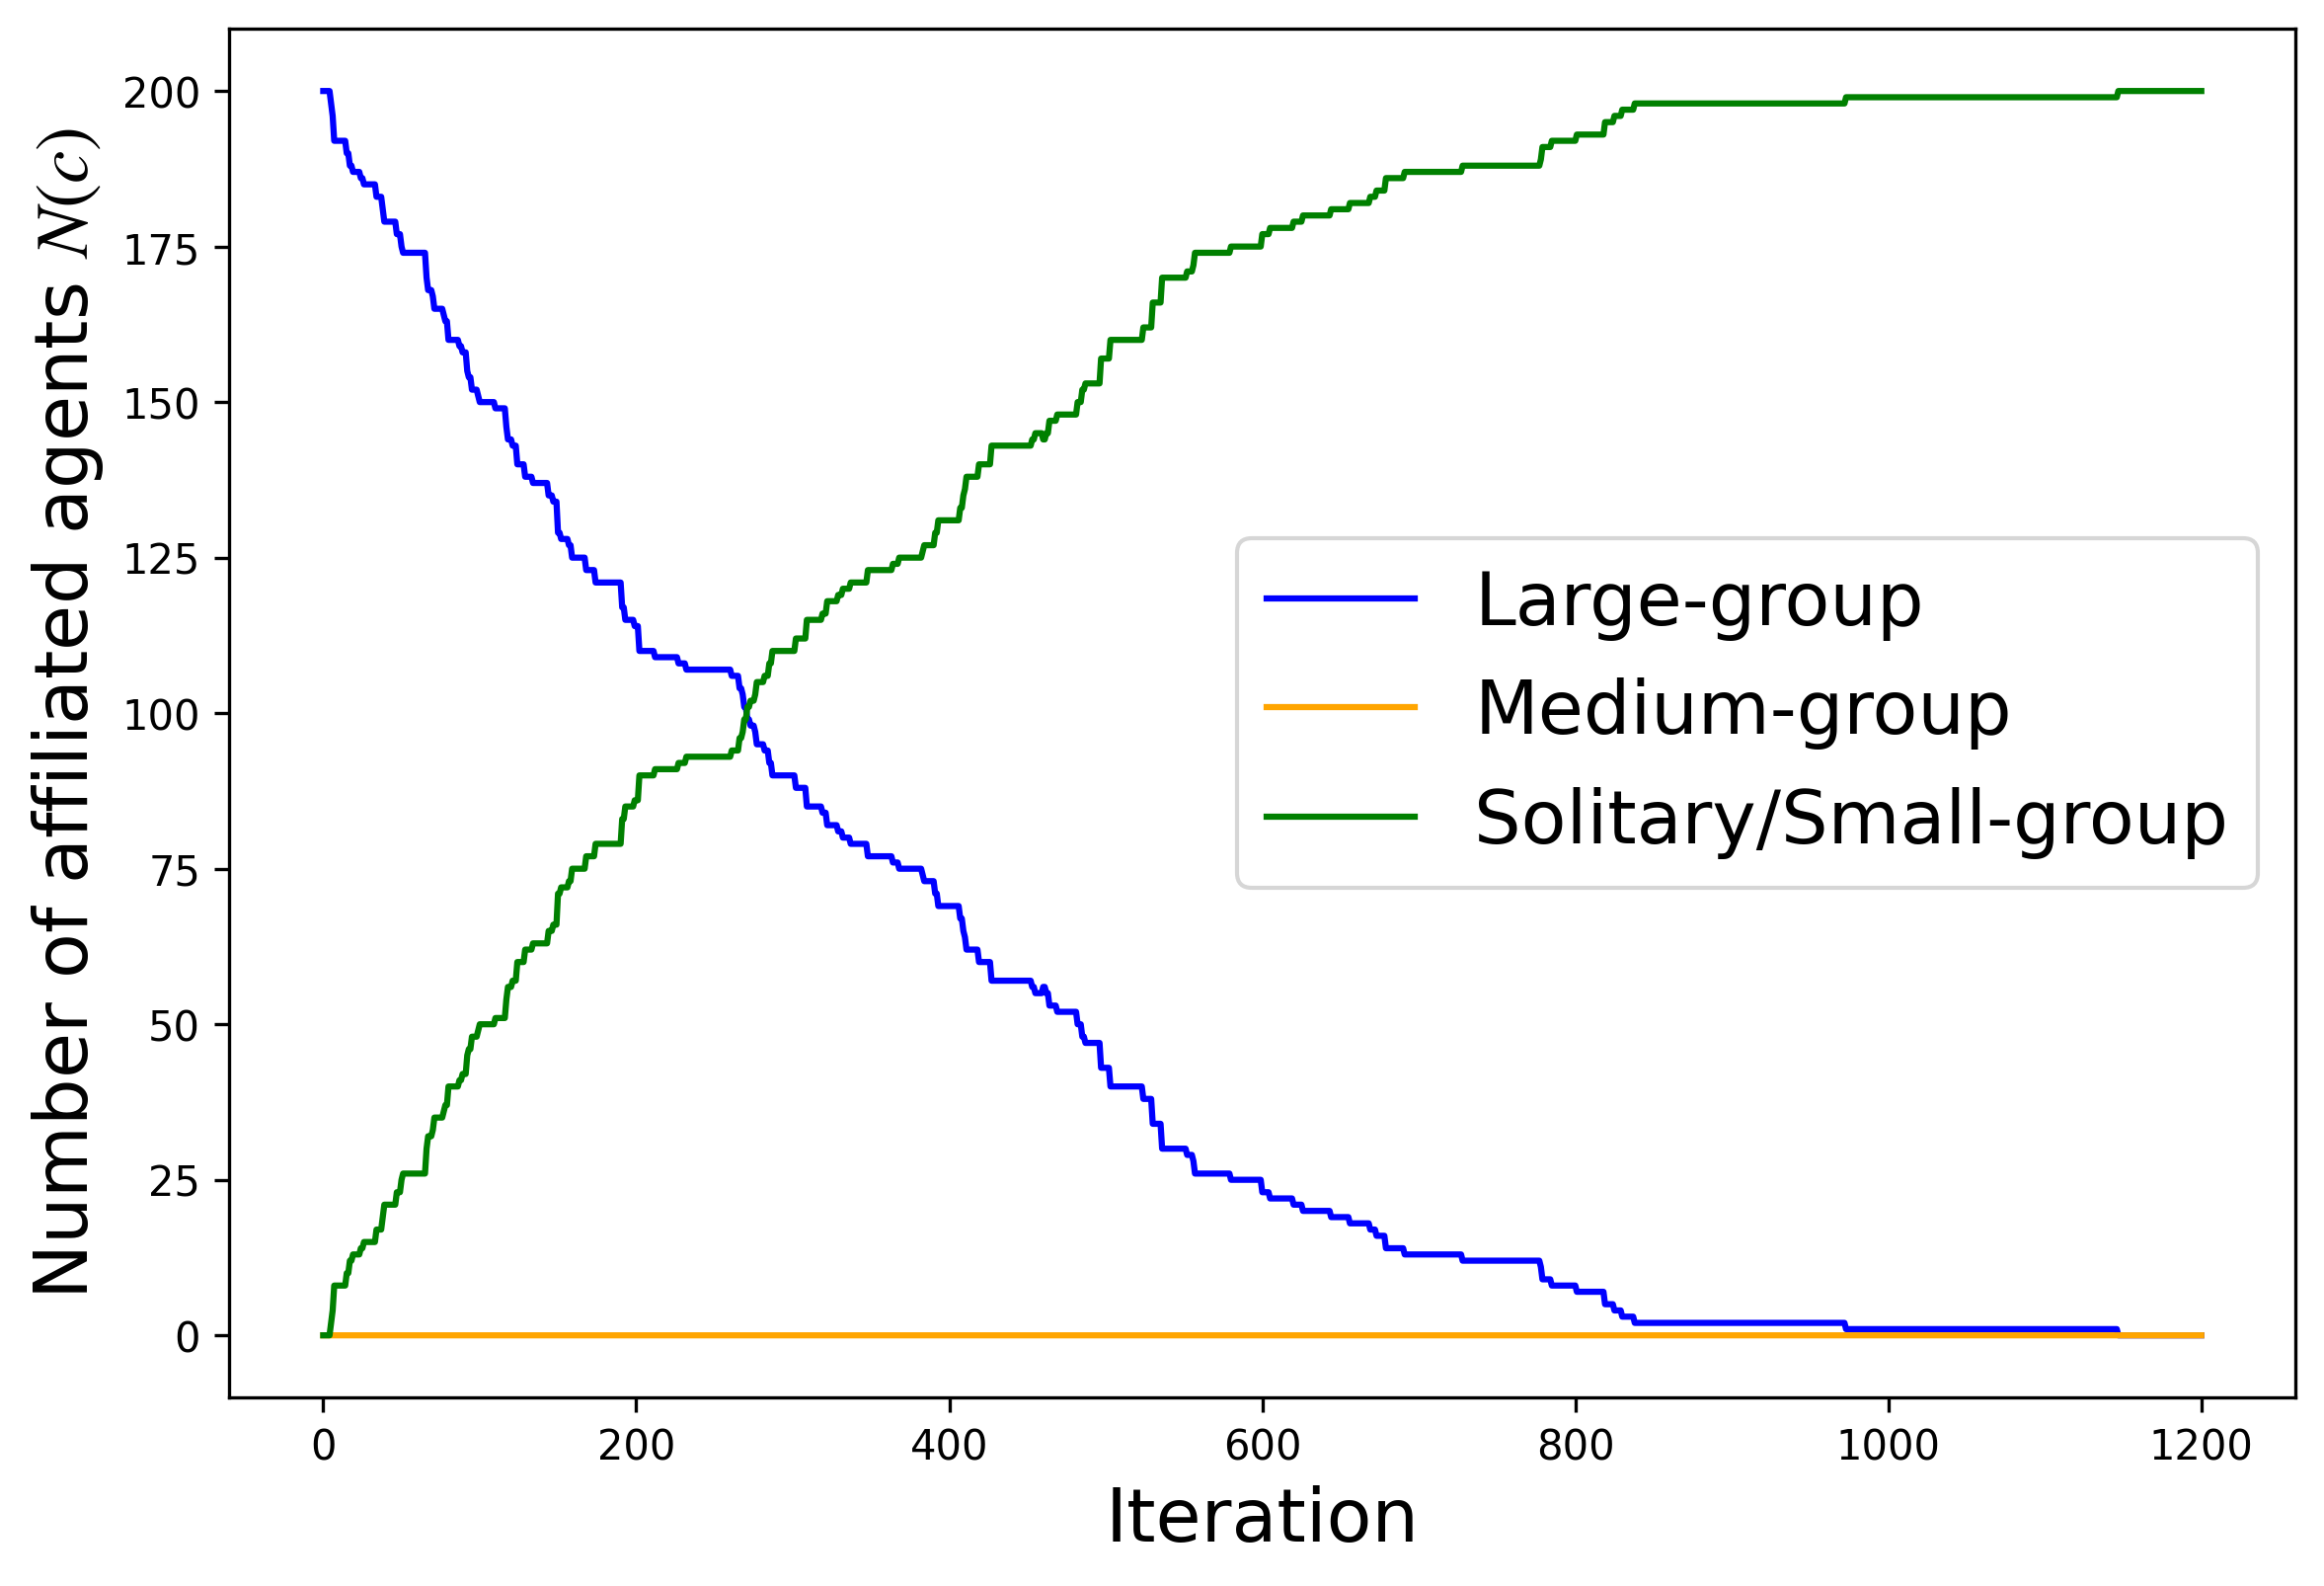 Number of affiliated agents N(c)
200
175
150
125
100
75
50
25
0
Large-group
Medium-group
Solitary/Small-group
0 200 400 600 800 1000 1200
Iteration